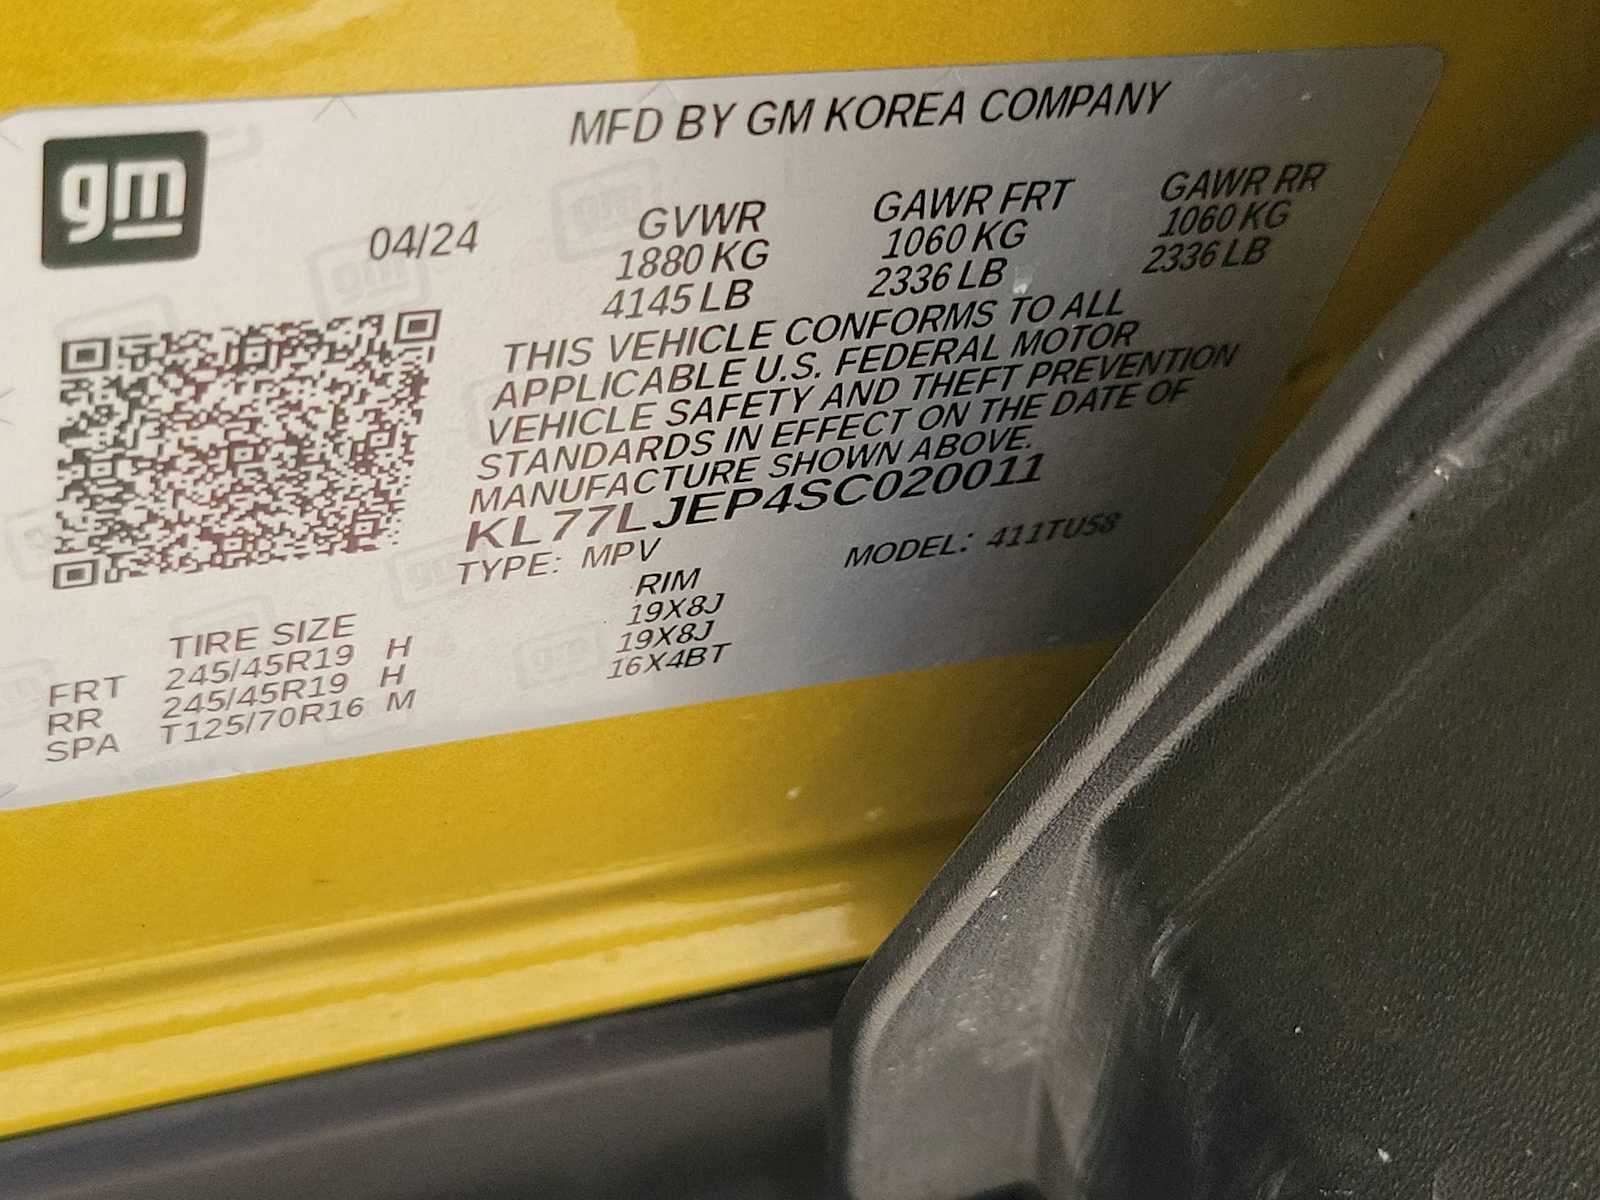 gm
MFD BY GM KOREA COMPANY
04/24 GVWR GAWR FRT GAWR RR
1880 KG 1060 KG 1060 KG
4145 LB 2336 LB 2336 LB
THIS VEHICLE CONFORMS TO ALL
APPLICABLE U.S. FEDERAL MOTOR
VEHICLE SAFETY AND THEFT PREVENTION
STANDARDS IN EFFECT ON THE DATE OF
MANUFACTURE SHOWN ABOVE.
KL77LJEP4SC020011
TYPE: MPV MODEL: 411TU58
TIRE SIZE RIM
FRT 245/45R19 H 19X8J
RR 245/45R19 H 19X8J
SPA T125/70R16 M 16X4BT